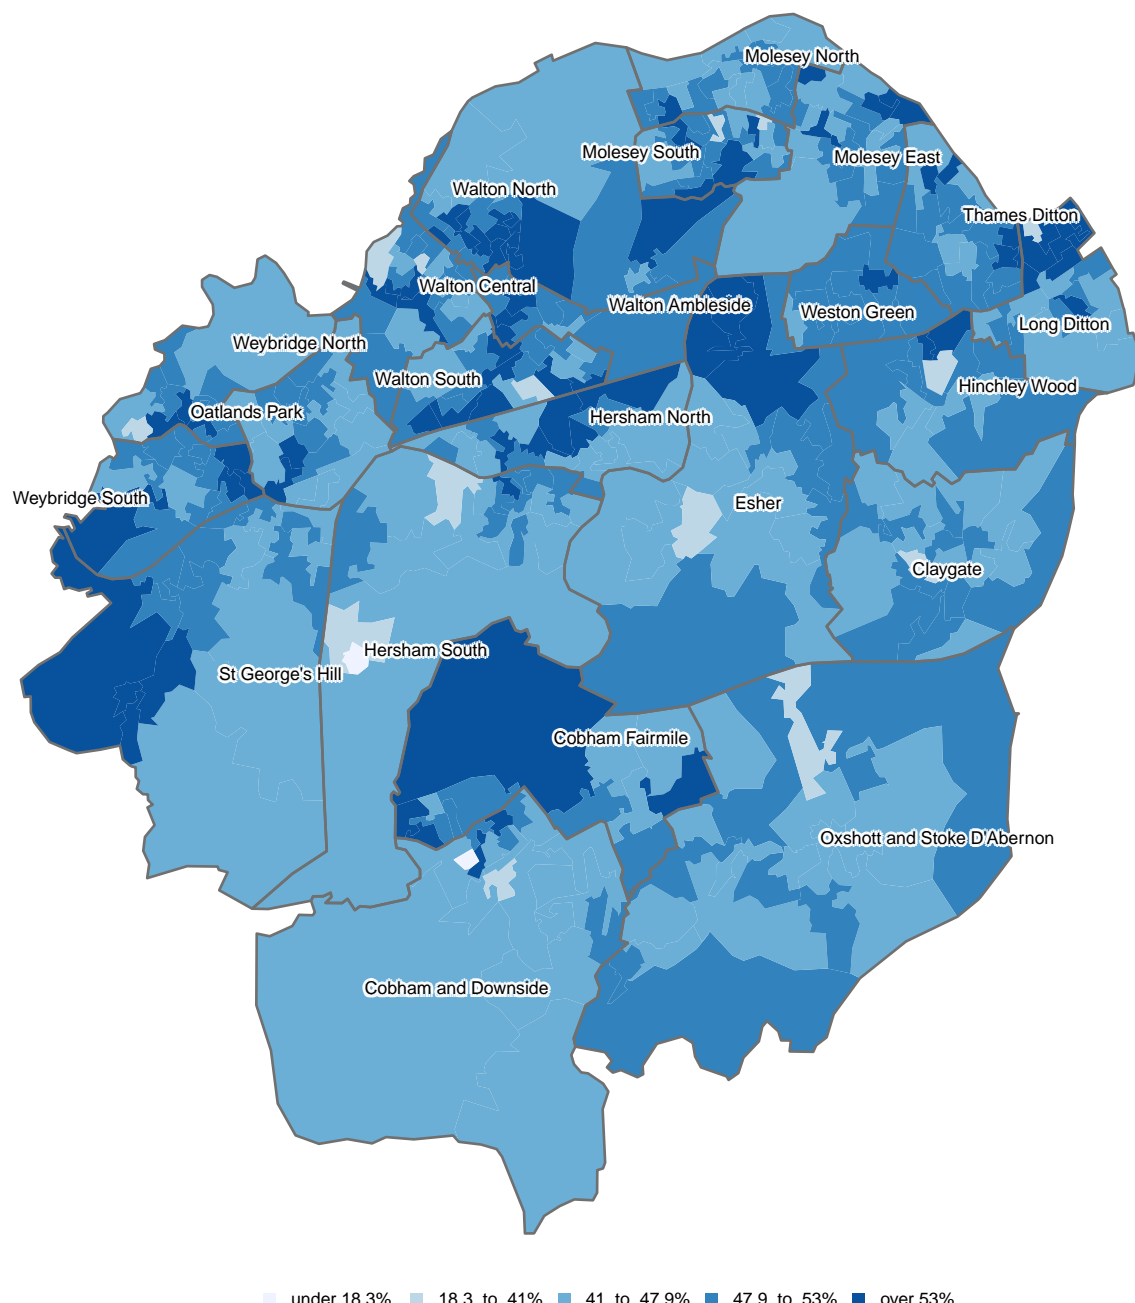 Molesey North
Molesey South
Molesey East
Walton North
Thames Ditton
Walton Central
Walton Ambleside
Weston Green
Long Ditton
Weybridge North
Walton South
Hinchley Wood
Oatlands Park
Hersham North
Weybridge South
Esher
Claygate
Hersham South
St George's Hill
Cobham Fairmile
Oxshott and Stoke D'Abernon
Cobham and Downside
under 18.3% 18.3 to 41% 41 to 47.9% 47.9 to 53% over 53%